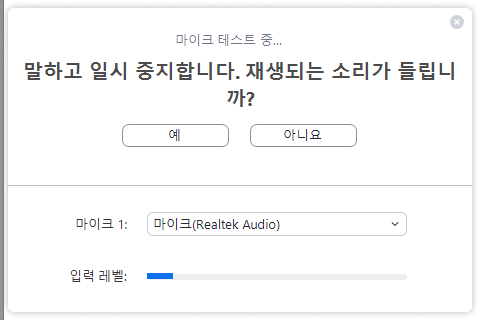 마이크 테스트 중...
말하고 일시 중지합니다. 재생되는 소리가 들립니
까?
예 아니요
마이크 1: 마이크(Realtek Audio)
입력 레벨: